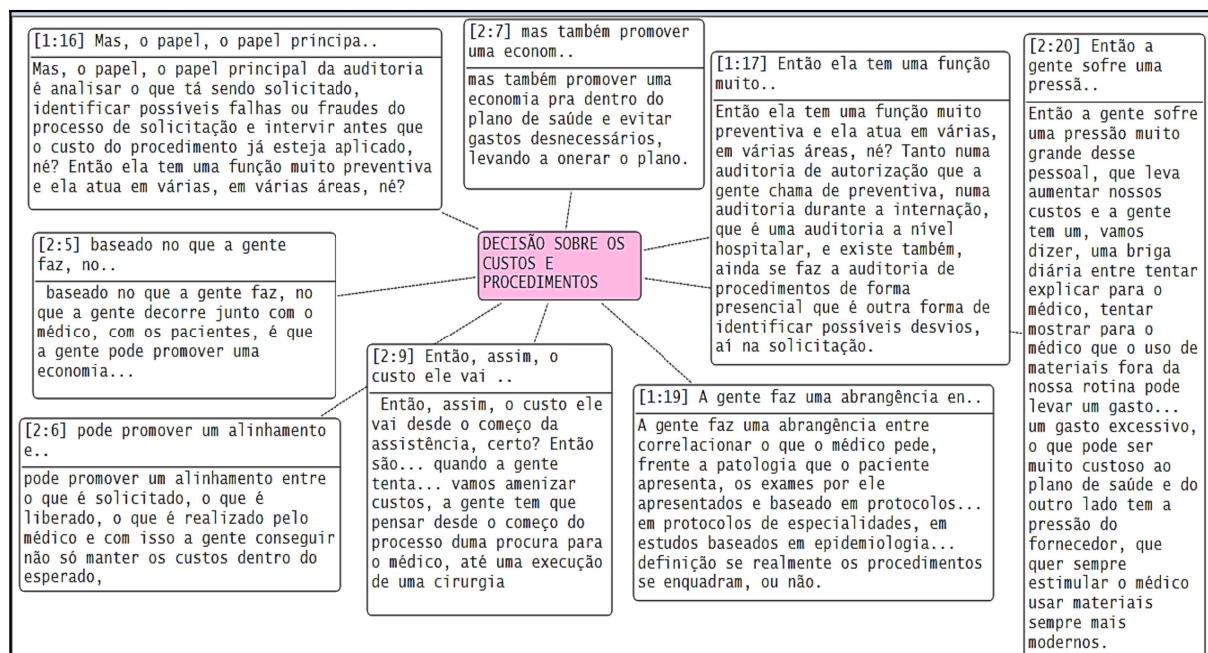 [1:16] Mas, o papel, o papel principa..
Mas, o papel, o papel principal da auditoria
é analisar o que tá sendo solicitado,
identificar possíveis falhas ou fraudes do
processo de solicitação e intervir antes que
o custo do procedimento já esteja aplicado,
né? Então ela tem uma função muito preventiva
e ela atua em várias, em várias áreas, né?
[2:7] mas também promover
uma econom..
mas também promover uma
economia pra dentro do
plano de saúde e evitar
gastos desnecessários,
levando a onerar o plano.
[1:17] Então ela tem uma função
muito..
Então ela tem uma função muito
preventiva e ela atua em várias,
em várias áreas, né? Tanto numa
auditoria de autorização que a
gente chama de preventiva, numa
auditoria durante a internação,
que é uma auditoria a nível
hospitalar, e existe também,
ainda se faz a auditoria de
procedimentos de forma
presencial que é outra forma de
identificar possíveis desvios,
aí na solicitação.
[2:20] Então a
gente sofre uma
pressã..
Então a gente sofre
uma pressão muito
grande desse
pessoal, que leva
aumentar nossos
custos e a gente
tem um, vamos
dizer, uma briga
diária entre tentar
explicar para o
médico, tentar
mostrar para o
médico que o uso de
materiais fora da
nossa rotina pode
levar um gasto...
um gasto excessivo,
o que pode ser
muito custoso ao
plano de saúde e do
outro lado tem a
pressão do
fornecedor, que
quer sempre
estimular o médico
usar materiais
sempre mais
modernos.
DECISÃO SOBRE OS
CUSTOS E
PROCEDIMENTOS
[2:5] baseado no que a gente
faz, no..
baseado no que a gente faz, no
que a gente decorre junto com o
médico, com os pacientes, é que
a gente pode promover uma
economia...
[2:9] Então, assim, o
custo ele vai ..
Então, assim, o custo ele
vai desde o começo da
assistência, certo? Então
são... quando a gente
tenta... vamos amenizar
custos, a gente tem que
pensar desde o começo do
processo duma procura para
o médico, até uma execução
de uma cirurgia
[1:19] A gente faz uma abrangência en..
A gente faz uma abrangência entre
correlacionar o que o médico pede,
frente a patologia que o paciente
apresenta, os exames por ele
apresentados e baseado em protocolos...
em protocolos de especialidades, em
estudos baseados em epidemiologia...
definição se realmente os procedimentos
se enquadram, ou não.
[2:6] pode promover um alinhamento
e..
pode promover um alinhamento entre
o que é solicitado, o que é
liberado, o que é realizado pelo
médico e com isso a gente conseguir
não só manter os custos dentro do
esperado,